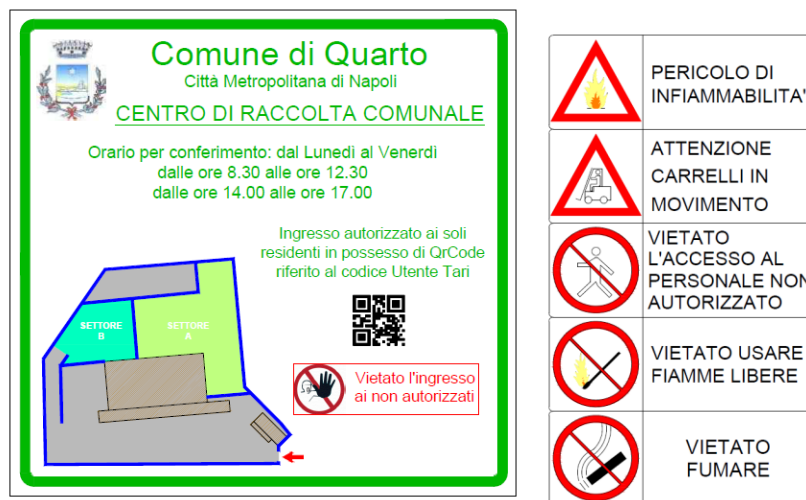 Comune di Quarto
Città Metropolitana di Napoli
CENTRO DI RACCOLTA COMUNALE
Orario per conferimento: dal Lunedì al Venerdì
dalle ore 8.30 alle ore 12.30
dalle ore 14.00 alle ore 17.00
Ingresso autorizzato ai soli
residenti in possesso di QrCode
riferito al codice Utente Tari
SETTORE
B
SETTORE
A
Vietato l'ingresso
ai non autorizzati
PERICOLO DI
INFIAMMABILITA'
ATTENZIONE
CARRELLI IN
MOVIMENTO
VIETATO
L'ACCESSO AL
PERSONALE NON
AUTORIZZATO
VIETATO USARE
FIAMME LIBERE
VIETATO
FUMARE